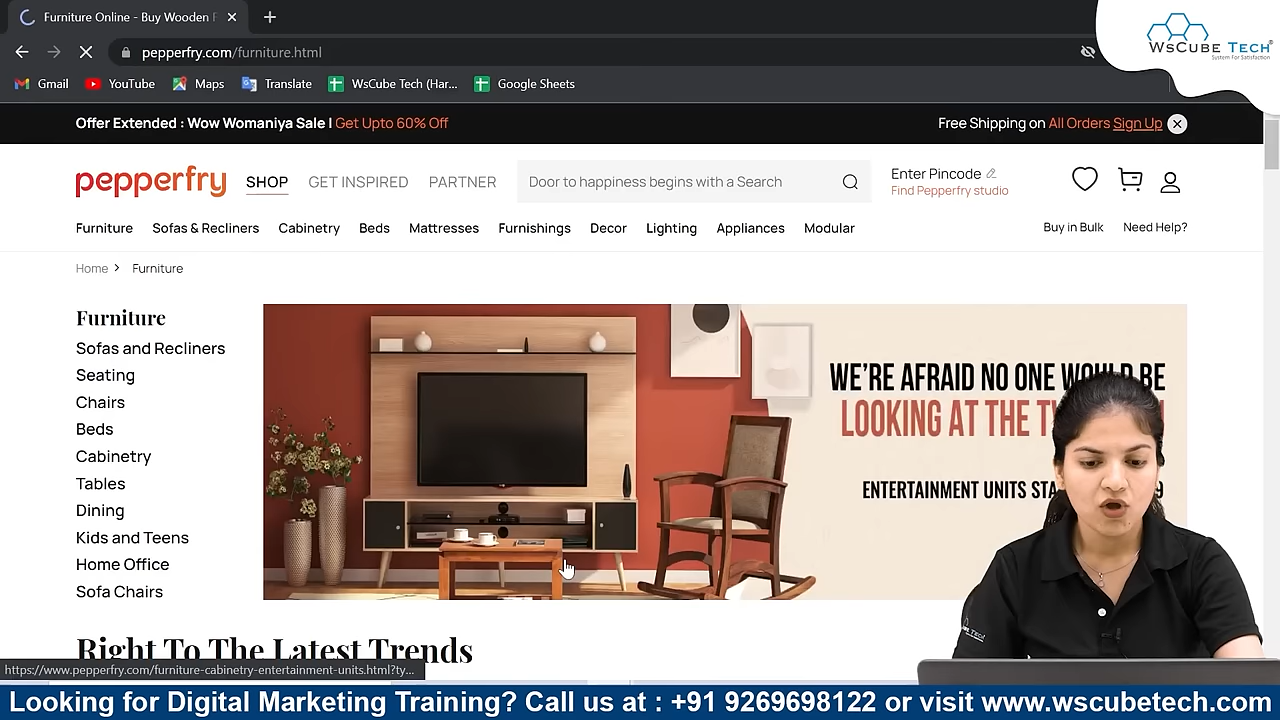 Furniture Online - Buy Wooden F
pepperfry.com/furniture.html
WsCube Tech®
System For Satisfaction
Gmail YouTube Maps Translate WsCube Tech (Har... Google Sheets
Offer Extended : Wow Womaniya Sale I Get Upto 60% Off
Free Shipping on All Orders Sign Up
pepperfry SHOP GET INSPIRED PARTNER
Door to happiness begins with a Search
Enter Pincode
Find Pepperfry studio
Furniture Sofas & Recliners Cabinetry Beds Mattresses Furnishings Decor Lighting Appliances Modular
Buy in Bulk Need Help?
Home Furniture
Furniture
Sofas and Recliners
Seating
Chairs
Beds
Cabinetry
Tables
Dining
Kids and Teens
Home Office
Sofa Chairs
WE'RE AFRAID NO ONE WOULD BE
LOOKING AT THE
ENTERTAINMENT UNITS
Right To The Latest Trends
https://www.pepperfry.com/furniture-cabinetry-entertainment-units.html?ty...
Looking for Digital Marketing Training? Call us at : +91 9269698122 or visit www.wscubetech.com